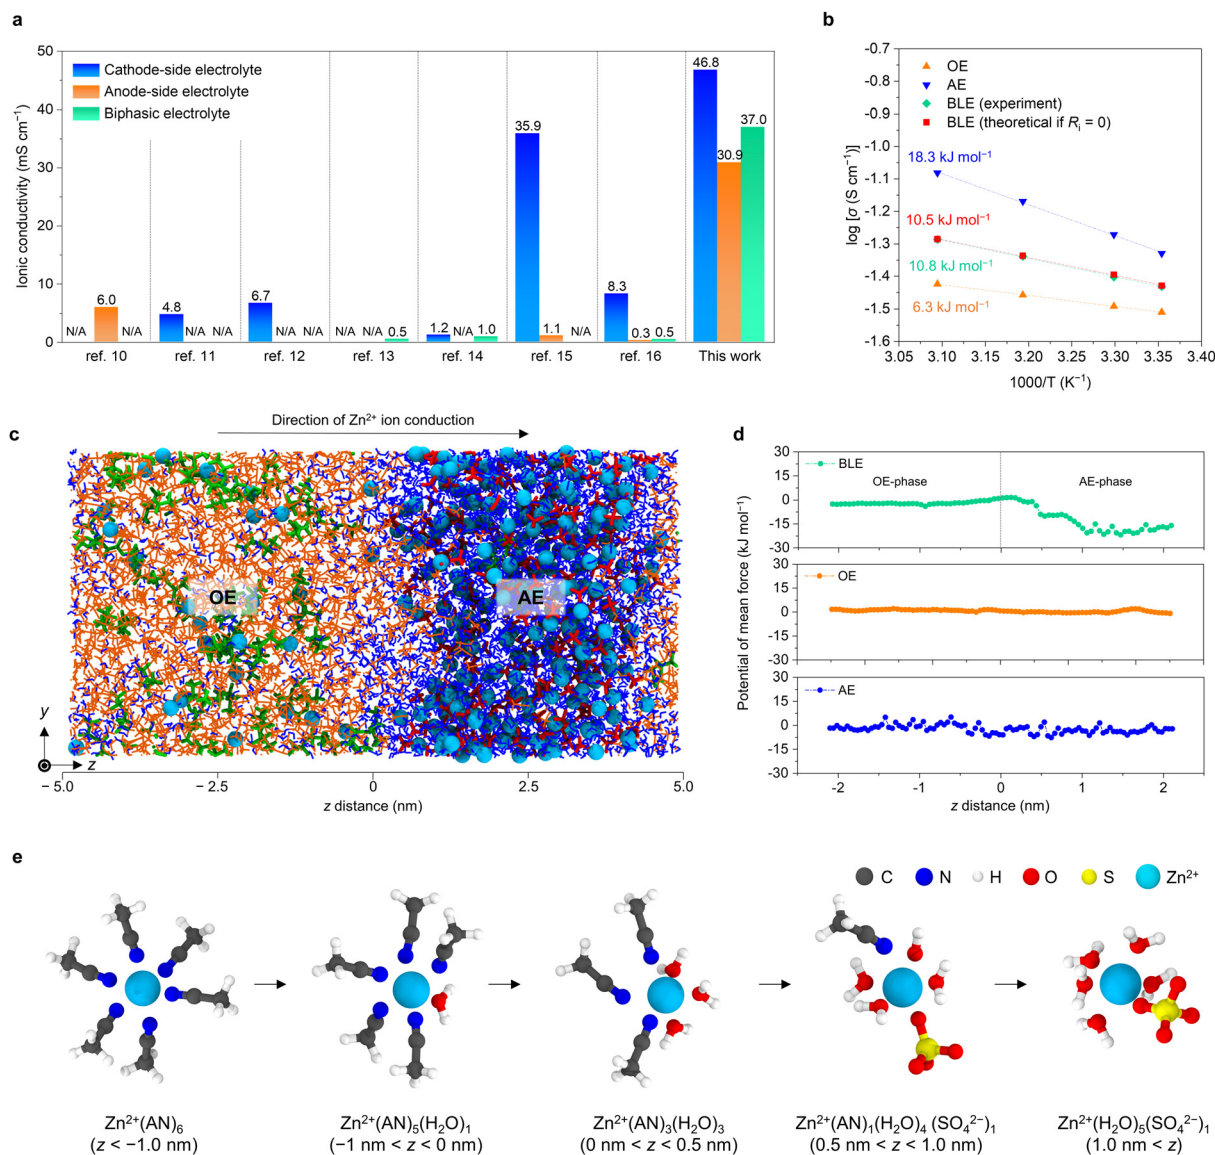 a
Ionic conductivity (mS cm⁻¹)
50
40
30
20
10
0
Cathode-side electrolyte
Anode-side electrolyte
Biphasic electrolyte
N/A 6.0 N/A
4.8 N/A N/A
6.7 N/A N/A
N/A N/A 0.5
1.2 N/A 1.0
35.9 1.1 N/A
8.3 0.3 0.5
46.8 30.9 37.0
ref. 10 ref. 11 ref. 12 ref. 13 ref. 14 ref. 15 ref. 16 This work
b
log [σ (S cm⁻¹)]
-0.7
-0.8
-0.9
-1.0
-1.1
-1.2
-1.3
-1.4
-1.5
-1.6
OE
AE
BLE (experiment)
BLE (theoretical if Rᵢ = 0)
18.3 kJ mol⁻¹
10.5 kJ mol⁻¹
10.8 kJ mol⁻¹
6.3 kJ mol⁻¹
3.05 3.10 3.15 3.20 3.25 3.30 3.35 3.40
1000/T (K⁻¹)
c
Direction of Zn²⁺ ion conduction
OE AE
y
z
−5.0 −2.5 0 2.5 5.0
z distance (nm)
d
Potential of mean force (kJ mol⁻¹)
30
15
0
-15
-30
BLE
OE-phase AE-phase
30
15
0
-15
-30
OE
30
15
0
-15
-30
AE
-2 -1 0 1 2
z distance (nm)
e
C N H O S Zn²⁺
Zn²⁺(AN)₆ Zn²⁺(AN)₅(H₂O)₁ Zn²⁺(AN)₃(H₂O)₃ Zn²⁺(AN)₁(H₂O)₄ (SO₄²⁻)₁ Zn²⁺(H₂O)₅(SO₄²⁻)₁
(z < −1.0 nm) (−1 nm < z < 0 nm) (0 nm < z < 0.5 nm) (0.5 nm < z < 1.0 nm) (1.0 nm < z)